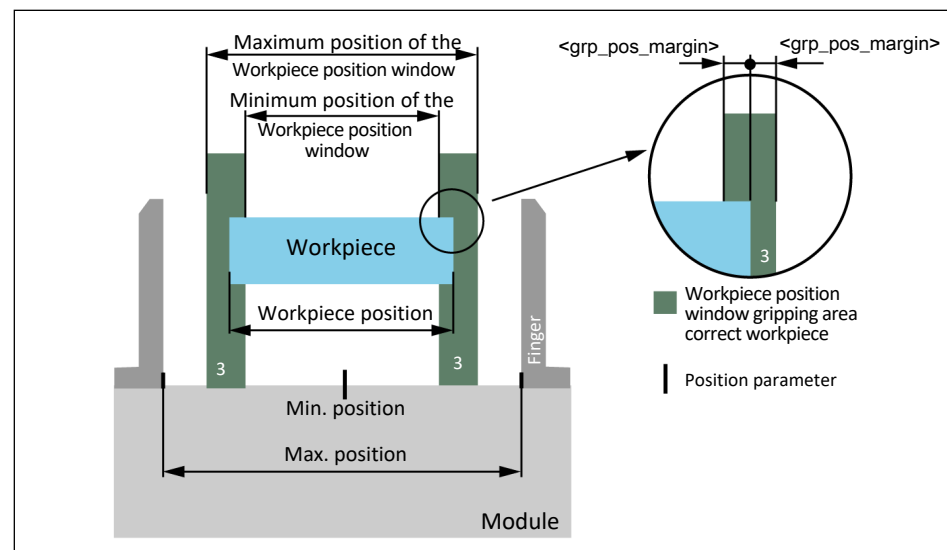 Maximum position of the
Workpiece position window
Minimum position of the
Workpiece position
window
<grp_pos_margin>
<grp_pos_margin>
Workpiece
Workpiece position
3
3
3
Finger
Workpiece position
window gripping area
correct workpiece
Position parameter
Min. position
Max. position
Module